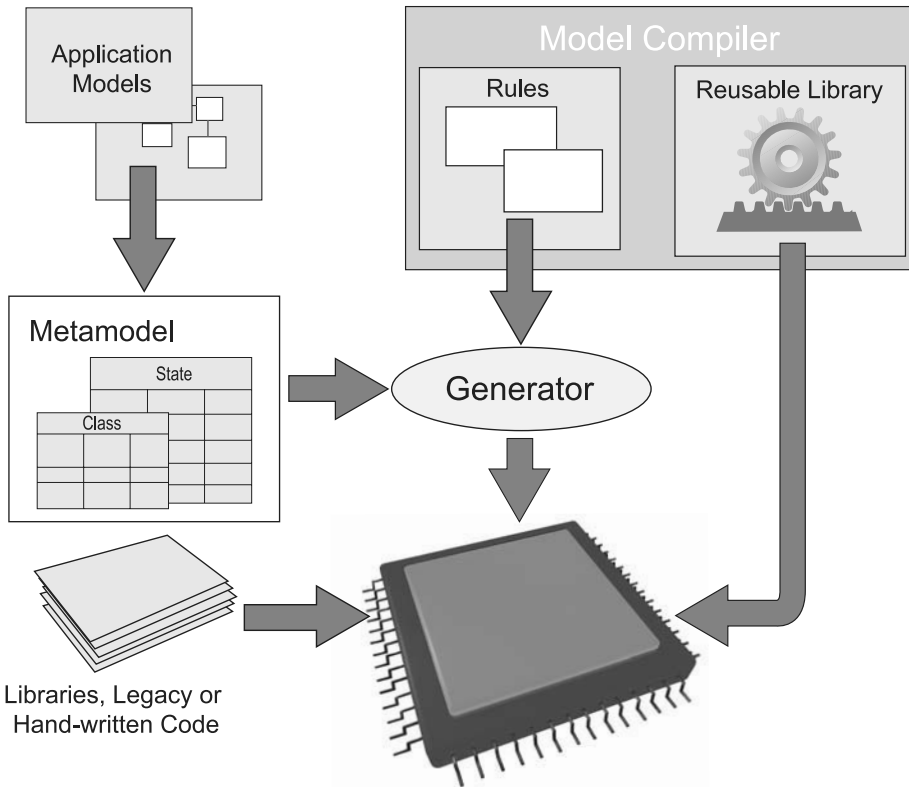 Application
Models
Model Compiler
Rules
Reusable Library
Metamodel
State
Class
Generator
Libraries, Legacy or
Hand-written Code